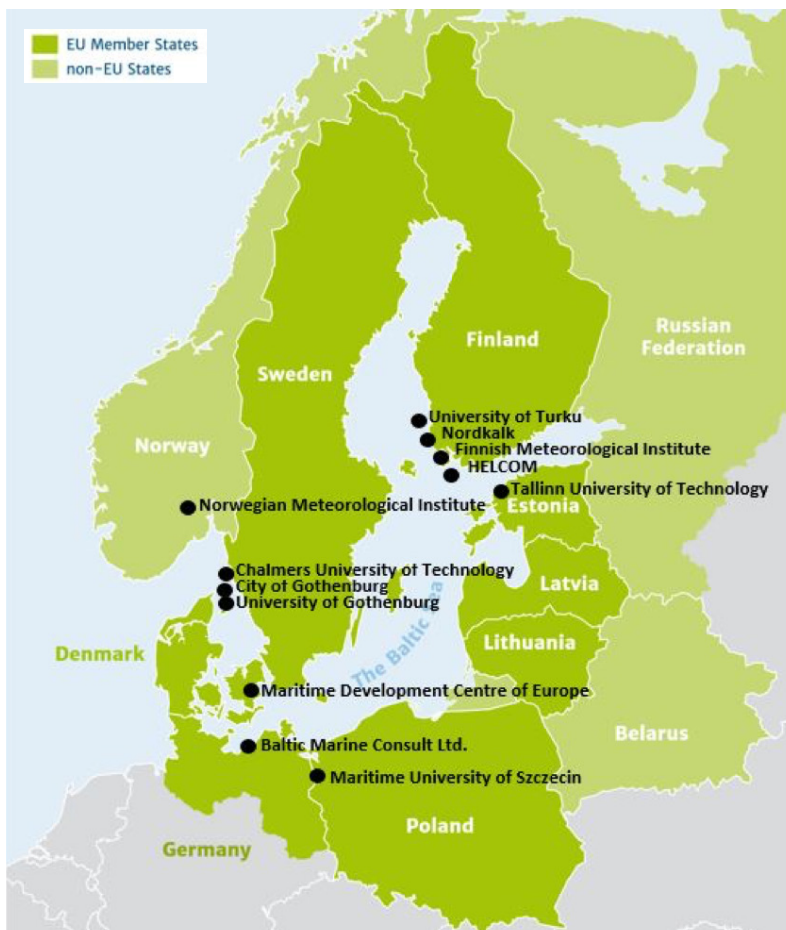 EU Member States
non-EU States
Finland
Russian
Federation
Sweden
University of Turku
Nordkalk
Norway
Finnish Meteorological Institute
HELCOM
Tallinn University of Technology
Norwegian Meteorological Institute
Estonia
Chalmers University of Technology
City of Gothenburg
Latvia
University of Gothenburg
The Baltic Sea
Lithuania
Denmark
Maritime Development Centre of Europe
Belarus
Baltic Marine Consult Ltd.
Maritime University of Szczecin
Poland
Germany